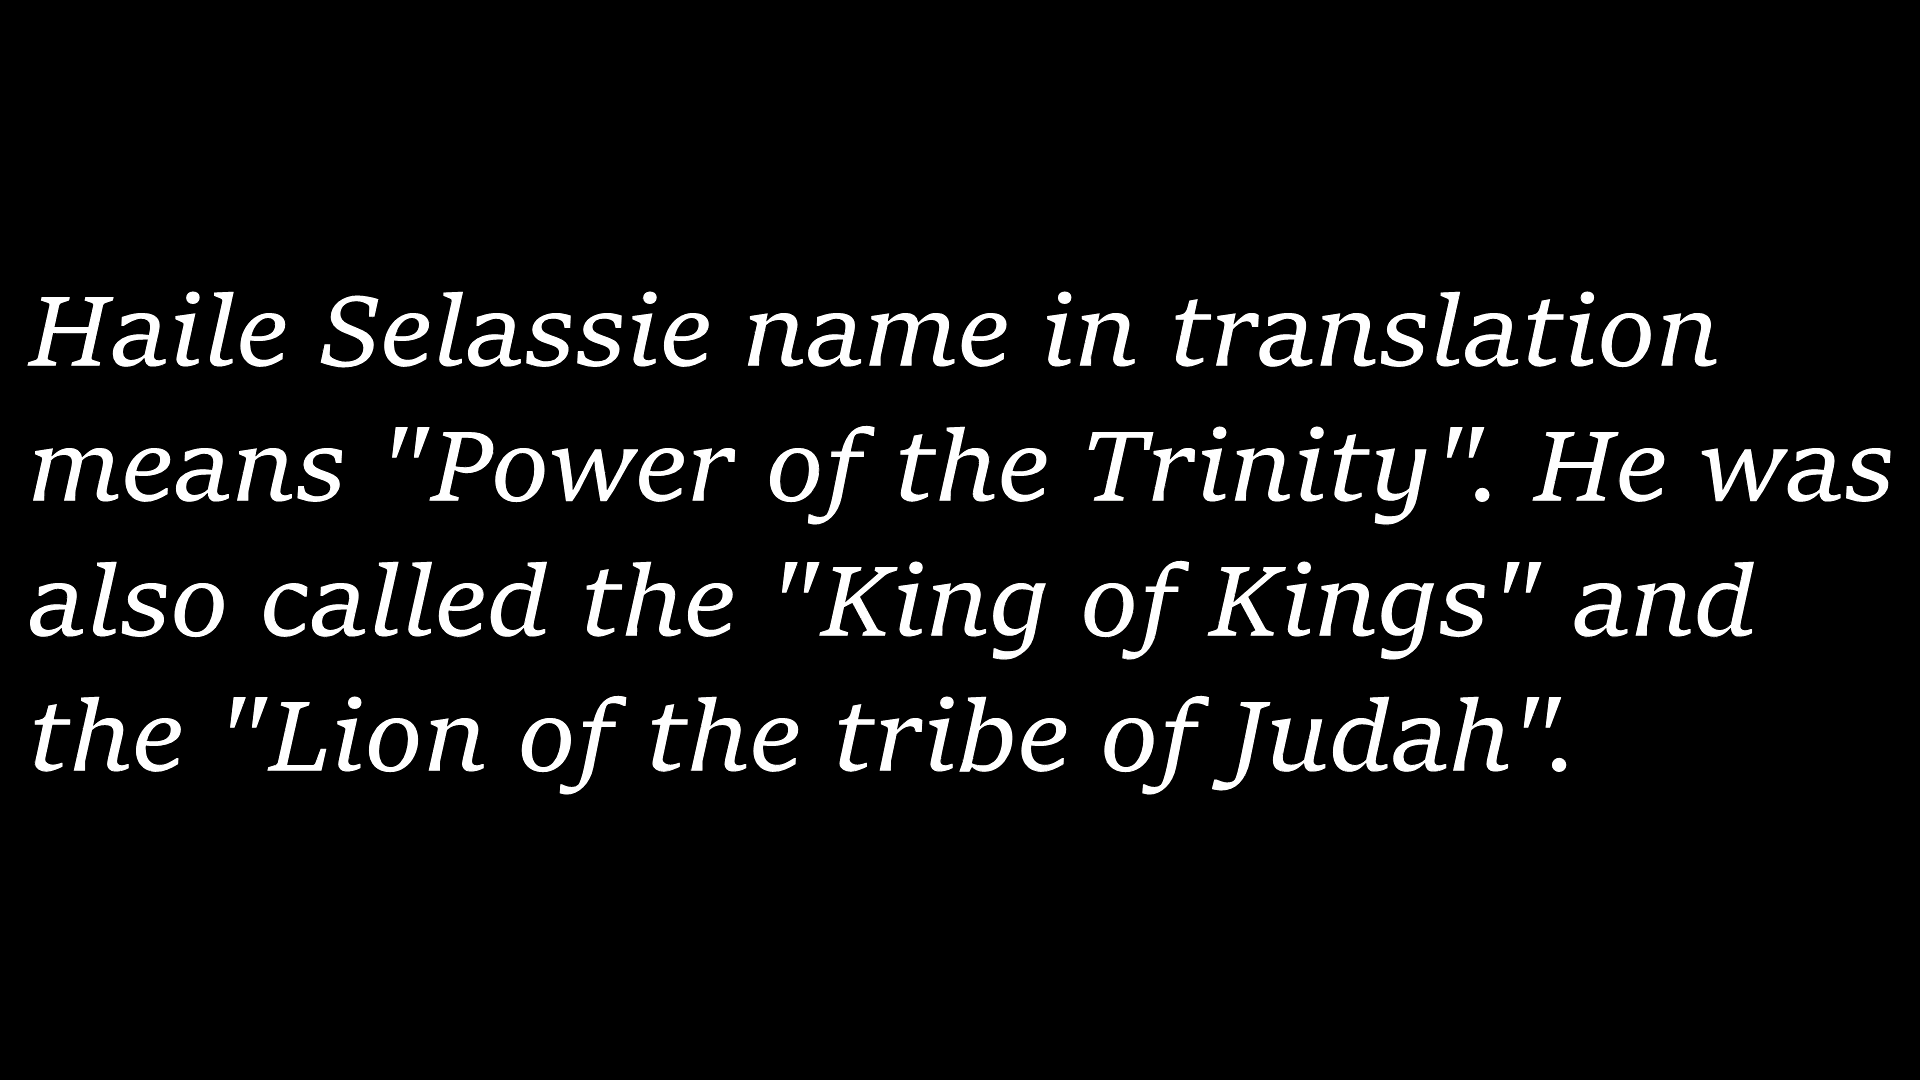 Haile Selassie name in translation
means "Power of the Trinity". He was
also called the "King of Kings" and
the "Lion of the tribe of Judah".